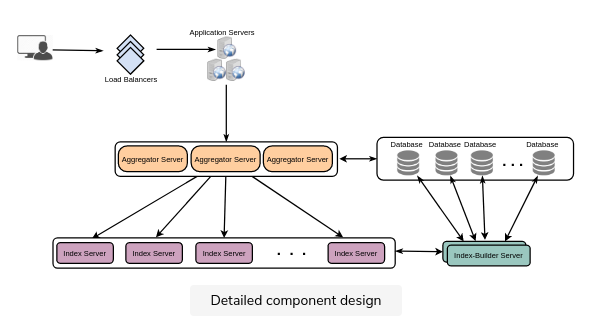 Application Servers
Load Balancers
Aggregator Server Aggregator Server Aggregator Server
Database Database Database . . . Database
Index Server Index Server Index Server . . . Index Server
Index-Builder Server
Detailed component design